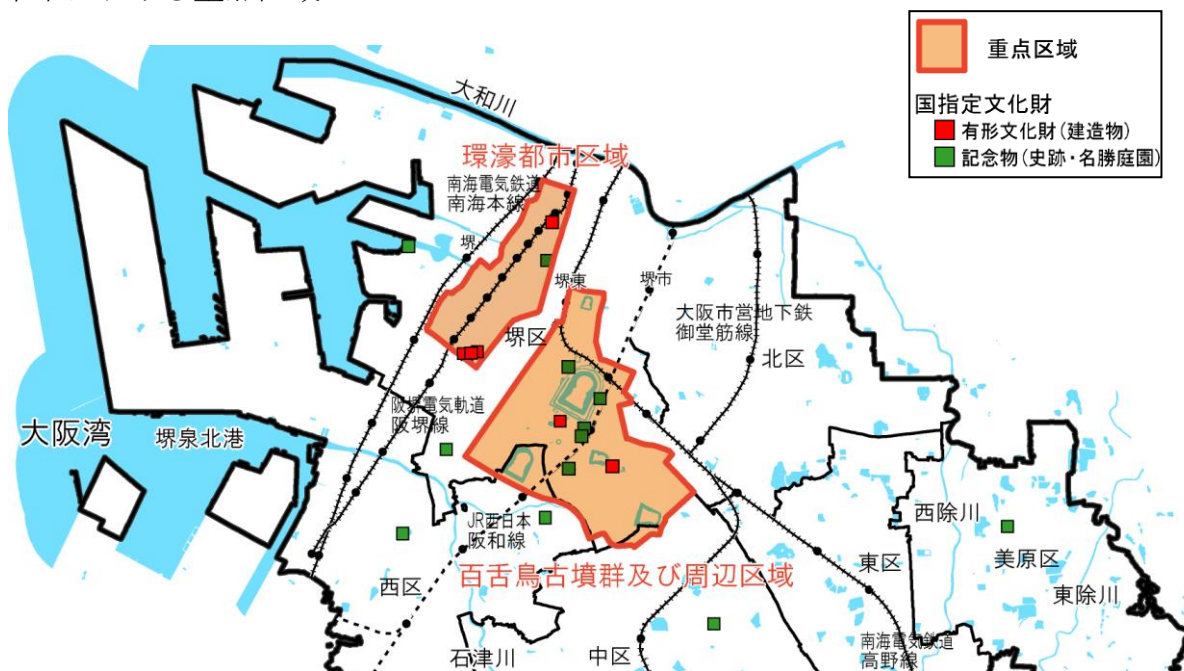 重点区域
国指定文化財
有形文化財(建造物)
記念物(史跡・名勝庭園)
大和川
環濠都市区域
南海電気鉄道
南海本線
堺
堺東
堺市
大阪市営地下鉄
御堂筋線
堺区
北区
阪堺電気軌道
阪堺線
大阪湾
堺泉北港
JR西日本
阪和線
西除川
美原区
東区
東除川
百舌鳥古墳群及び周辺区域
西区
南海電気鉄道
高野線
石津川
中区